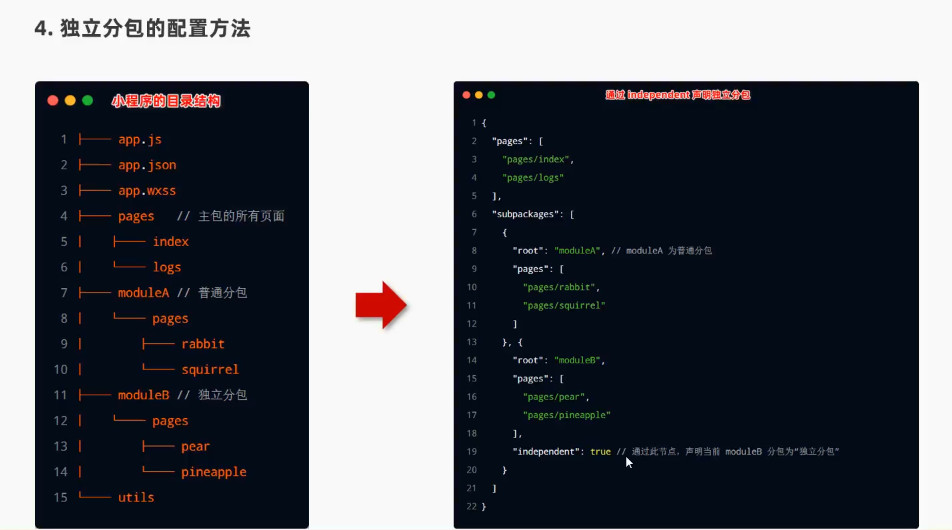 4. 独立分包的配置方法
小程序的目录结构
1 ├── app.js
2 ├── app.json
3 ├── app.wxss
4 ├── pages // 主包的所有页面
5 │ ├── index
6 │ └── logs
7 ├── moduleA // 普通分包
8 │ └── pages
9 │ ├── rabbit
10 │ └── squirrel
11 ├── moduleB // 独立分包
12 │ └── pages
13 │ ├── pear
14 │ └── pineapple
15 └── utils
通过 independent 声明独立分包
1 {
2 "pages": [
3 "pages/index",
4 "pages/logs"
5 ],
6 "subpackages": [
7 {
8 "root": "moduleA", // moduleA 为普通分包
9 "pages": [
10 "pages/rabbit",
11 "pages/squirrel"
12 ]
13 }, {
14 "root": "moduleB",
15 "pages": [
16 "pages/pear",
17 "pages/pineapple"
18 ],
19 "independent": true // 通过此节点，声明当前 moduleB 分包为“独立分包”
20 }
21 ]
22 }